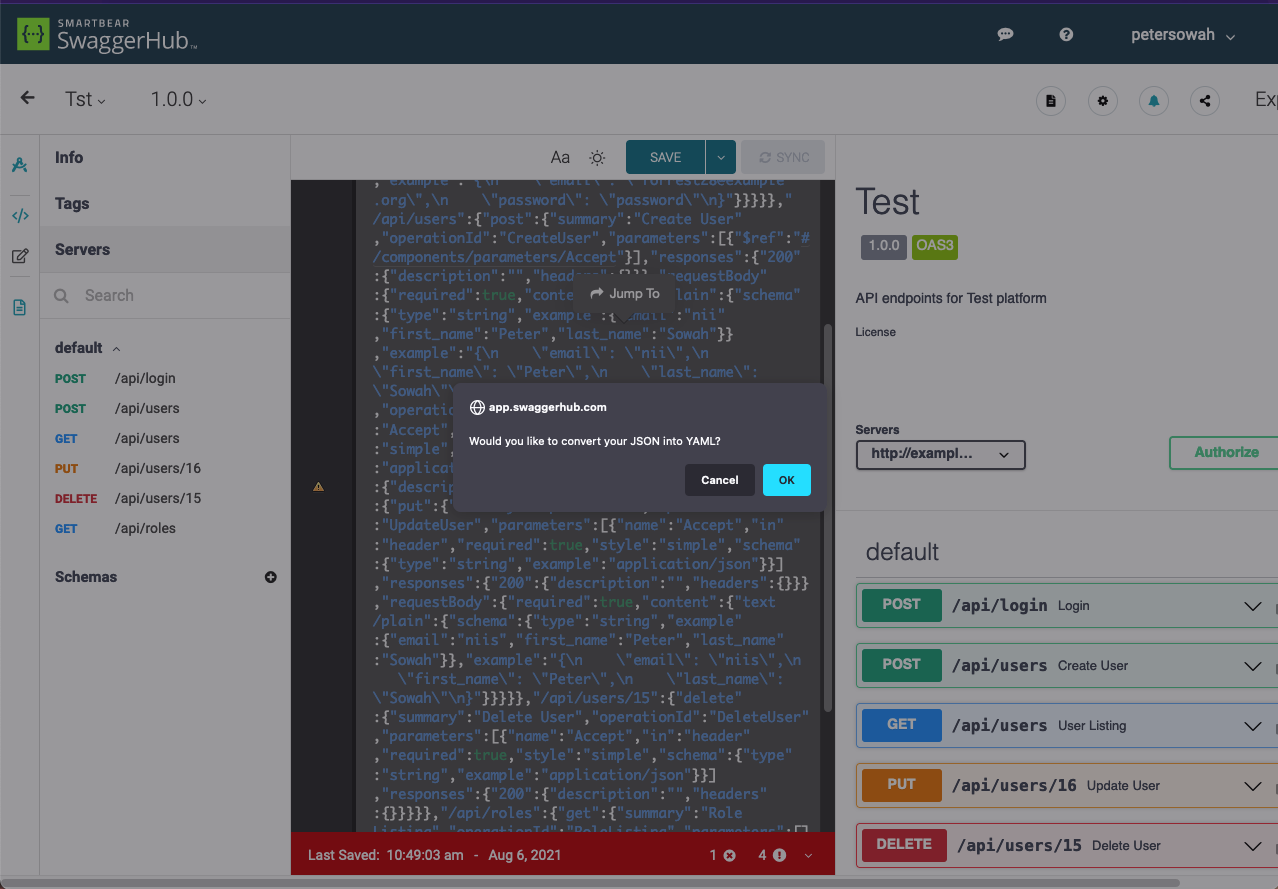 SMARTBEAR
SwaggerHub™
petersowah
Tst
1.0.0
Exp
Info
Tags
Servers
Search
default
POST /api/login
POST /api/users
GET /api/users
PUT /api/users/16
DELETE /api/users/15
GET /api/roles
Schemas
Aa
SAVE
SYNC
.org\",\n    \"password\": \"password\"\n}"}}}}},"
/api/users":{"post":{"summary":"Create User"
,"operationId":"CreateUser","parameters":[{"$ref":"#
/components/parameters/Accept"}],"responses":{"200"
:{"description":"","heade
requestBody"
:{"required":true,"conte
lain":{"schema"
Jump To
:{"type":"string","example":{"email":"nii"
,"first_name":"Peter","last_name":"Sowah"}}
,"example":"{\n    \"email\": \"nii\",\n
\"first_name\": \"Peter\",\n    \"last_name\":
\"Sowah\"\
,"operatio
"Accept",
"simple",
"applicat
:{"descri
:{"put":{
app.swaggerhub.com
Would you like to convert your JSON into YAML?
Cancel
OK
:"UpdateUser","parameters":[{"name":"Accept","in"
:"header","required":true,"style":"simple","schema"
:{"type":"string","example":"application/json"}}]
,"responses":{"200":{"description":"","headers":{}}}
,"requestBody":{"required":true,"content":{"text
/plain":{"schema":{"type":"string","example"
:{"email":"niis","first_name":"Peter","last_name"
:"Sowah"}},"example":"{\n    \"email\": \"niis\",\n
\"first_name\": \"Peter\",\n    \"last_name\":
\"Sowah\"\n}"}}}}},"/api/users/15":{"delete"
:{"summary":"Delete User","operationId":"DeleteUser"
,"parameters":[{"name":"Accept","in":"header"
,"required":true,"style":"simple","schema":{"type"
:"string","example":"application/json"}}]
,"responses":{"200":{"description":"","headers"
:{}}}}},"/api/roles":{"get":{"summary":"Role
Listing","operationId":"RoleListing","parameters":[]
Last Saved: 10:49:03 am - Aug 6, 2021
1
4
Test
1.0.0 OAS3
API endpoints for Test platform
License
Servers
http://exampl...
Authorize
default
POST /api/login Login
POST /api/users Create User
GET /api/users User Listing
PUT /api/users/16 Update User
DELETE /api/users/15 Delete User